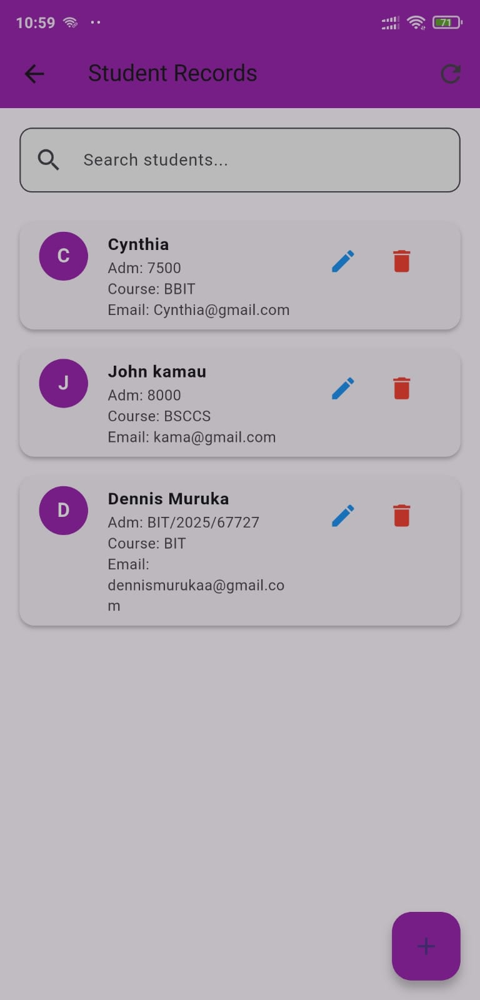 10:59
71
Student Records
Search students...
C
Cynthia
Adm: 7500
Course: BBIT
Email: Cynthia@gmail.com
J
John kamau
Adm: 8000
Course: BSCCS
Email: kama@gmail.com
D
Dennis Muruka
Adm: BIT/2025/67727
Course: BIT
Email:
dennismurukaa@gmail.co
m